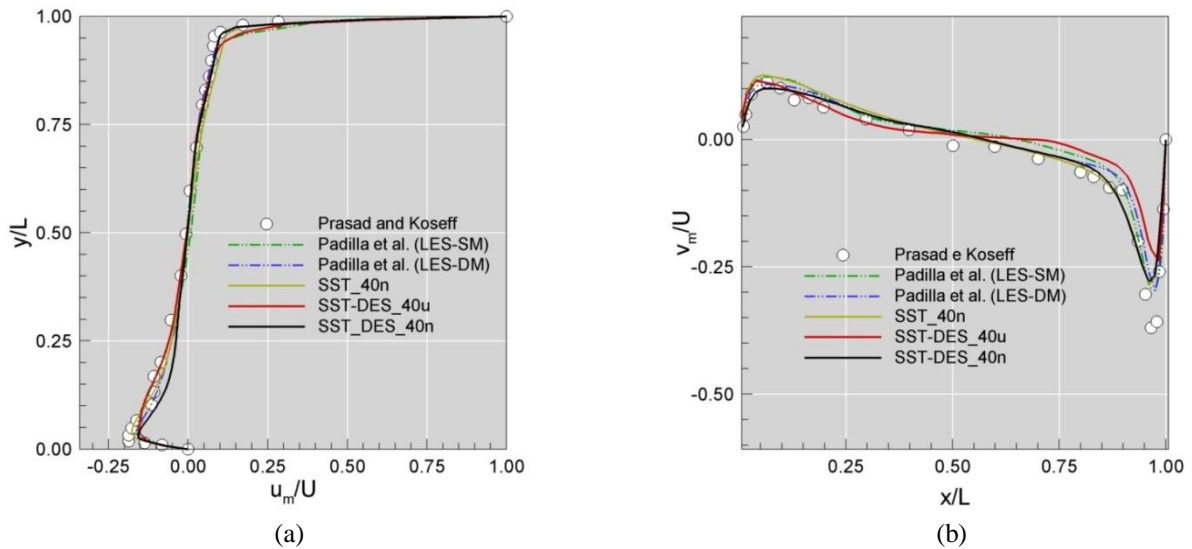 1.00
0.75
0.50
0.25
0.00
y/L
-0.25
0.00
0.25
0.50
0.75
1.00
um/U
Prasad and Koseff
Padilla et al. (LES-SM)
Padilla et al. (LES-DM)
SST_40n
SST-DES_40u
SST_DES_40n
(a)
0.00
-0.25
-0.50
vm/U
0.25
0.50
0.75
1.00
x/L
Prasad e Koseff
Padilla et al. (LES-SM)
Padilla et al. (LES-DM)
SST_40n
SST-DES_40u
SST-DES_40n
(b)